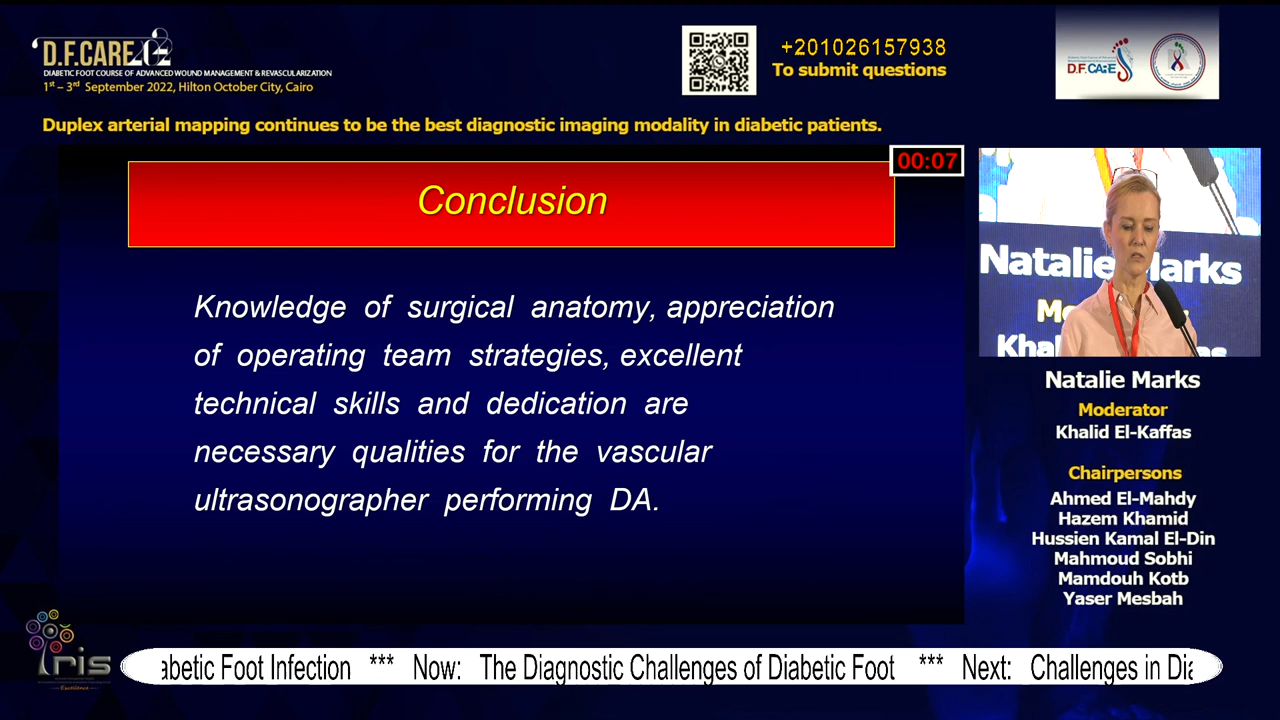 D.F.CARE 2022
DIABETIC FOOT COURSE OF ADVANCED WOUND MANAGEMENT & REVASCULARIZATION
1st – 3rd September 2022, Hilton October City, Cairo
+201026157938
To submit questions
D.F.CARE
Duplex arterial mapping continues to be the best diagnostic imaging modality in diabetic patients.
00:07
Conclusion
Knowledge of surgical anatomy, appreciation
of operating team strategies, excellent
technical skills and dedication are
necessary qualities for the vascular
ultrasonographer performing DA.
Natalie Marks
Natalie Marks
Moderator
Khalid El-Kaffas
Chairpersons
Ahmed El-Mahdy
Hazem Khamid
Hussien Kamal El-Din
Mahmoud Sobhi
Mamdouh Kotb
Yaser Mesbah
iris
abetic Foot Infection *** Now: The Diagnostic Challenges of Diabetic Foot *** Next: Challenges in Dia